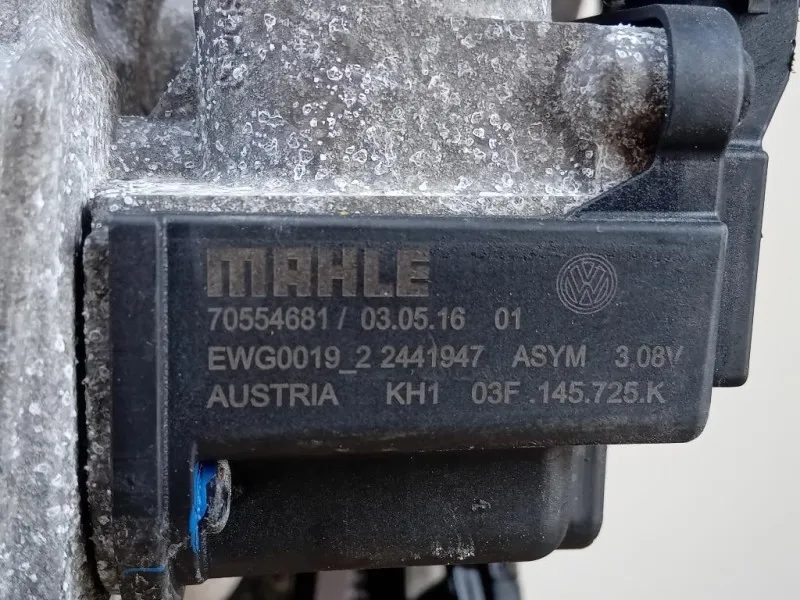 MAHLE
70554681 / 03.05.16 01
EWG0019_2 2441947 ASYM 3,08V
AUSTRIA KH1 03F .145.725.K